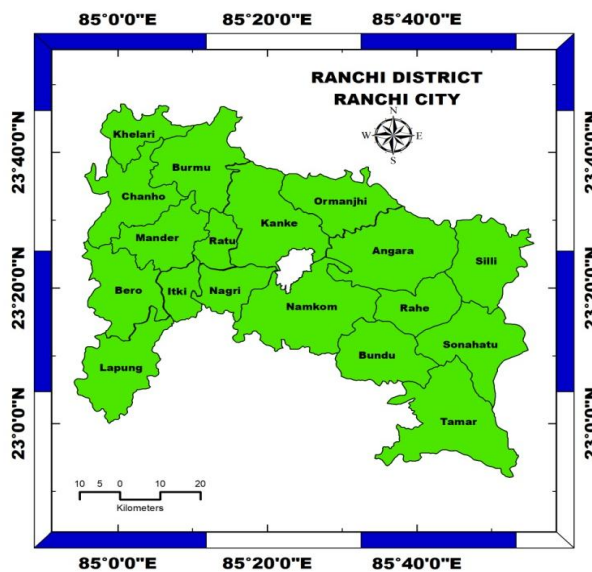 85°0'0"E 85°20'0"E 85°40'0"E
RANCHI DISTRICT
RANCHI CITY
N
W E
S
23°40'0"N 23°40'0"N
23°20'0"N 23°20'0"N
23°0'0"N 23°0'0"N
Khelari
Burmu
Chanho
Ormanjhi
Kanke
Mander
Ratu
Angara
Silli
Bero
Itki
Nagri
Namkom
Rahe
Sonahatu
Bundu
Lapung
Tamar
10 5 0 10 20
Kilometers
85°0'0"E 85°20'0"E 85°40'0"E